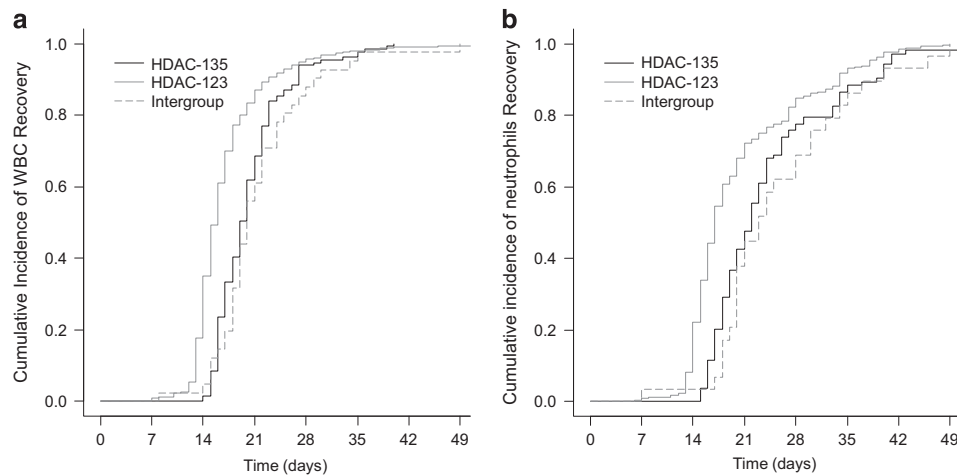 a
Cumulative Incidence of WBC Recovery
1.0
0.8
0.6
0.4
0.2
0.0
HDAC-135
HDAC-123
Intergroup
0 7 14 21 28 35 42 49
Time (days)
b
Cumulative incidence of neutrophils Recovery
1.0
0.8
0.6
0.4
0.2
0.0
HDAC-135
HDAC-123
Intergroup
0 7 14 21 28 35 42 49
Time (days)